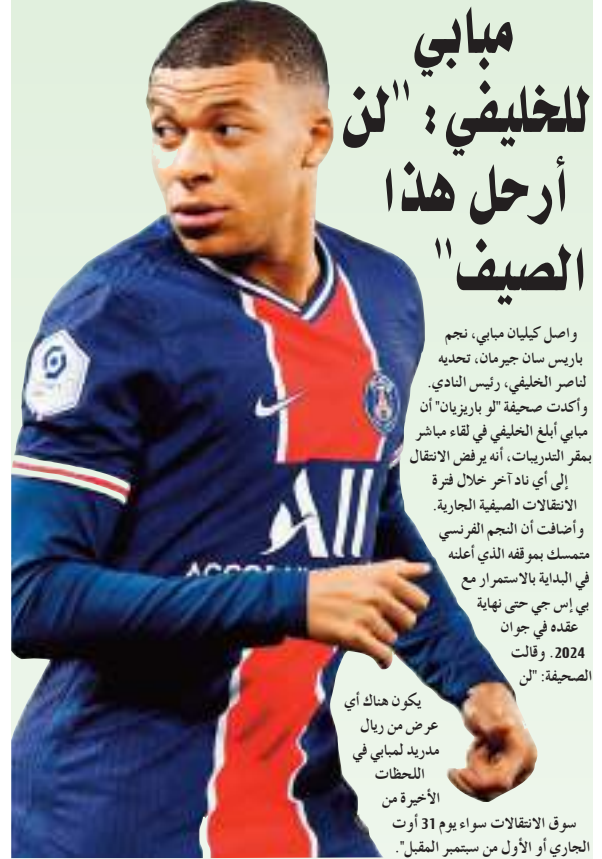 مبابي
للخليفي: "لن
أرحل هذا
الصيف"
واصل كيليان مبابي، نجم
باريس سان جيرمان، تحديه
لناصر الخليفي، رئيس النادي.
وأكدت صحيفة "لو باريزيان" أن
مبابي أبلغ الخليفي في لقاء مباشر
بمقر التدريبات، أنه يرفض الانتقال
إلى أي ناد آخر خلال فترة
الانتقالات الصيفية الجارية.
وأضافت أن النجم الفرنسي
متمسك بموقفه الذي أعلنه
في البداية بالاستمرار مع
بي إس جي حتى نهاية
عقده في جوان
2024. وقالت
الصحيفة: "لن
يكون هناك أي
عرض من ريال
مدريد لمبابي في
اللحظات
الأخيرة من
سوق الانتقالات سواء يوم 31 أوت
الجاري أو الأول من سبتمبر المقبل".
ALL